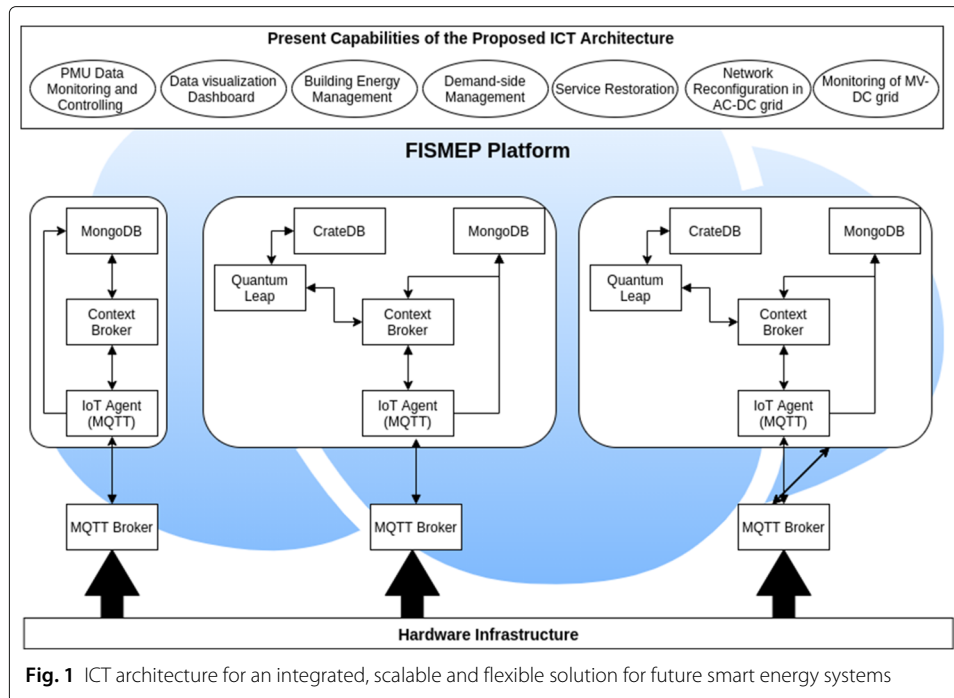 Present Capabilities of the Proposed ICT Architecture
PMU Data
Monitoring and
Controlling
Data visualization
Dashboard
Building Energy
Management
Demand-side
Management
Service Restoration
Network
Reconfiguration in
AC-DC grid
Monitoring of MV-
DC grid
FISMEP Platform
MongoDB
Context
Broker
IoT Agent
(MQTT)
MQTT Broker
CrateDB
MongoDB
Quantum
Leap
Context
Broker
IoT Agent
(MQTT)
MQTT Broker
CrateDB
MongoDB
Quantum
Leap
Context
Broker
IoT Agent
(MQTT)
MQTT Broker
Hardware Infrastructure
Fig. 1 ICT architecture for an integrated, scalable and flexible solution for future smart energy systems